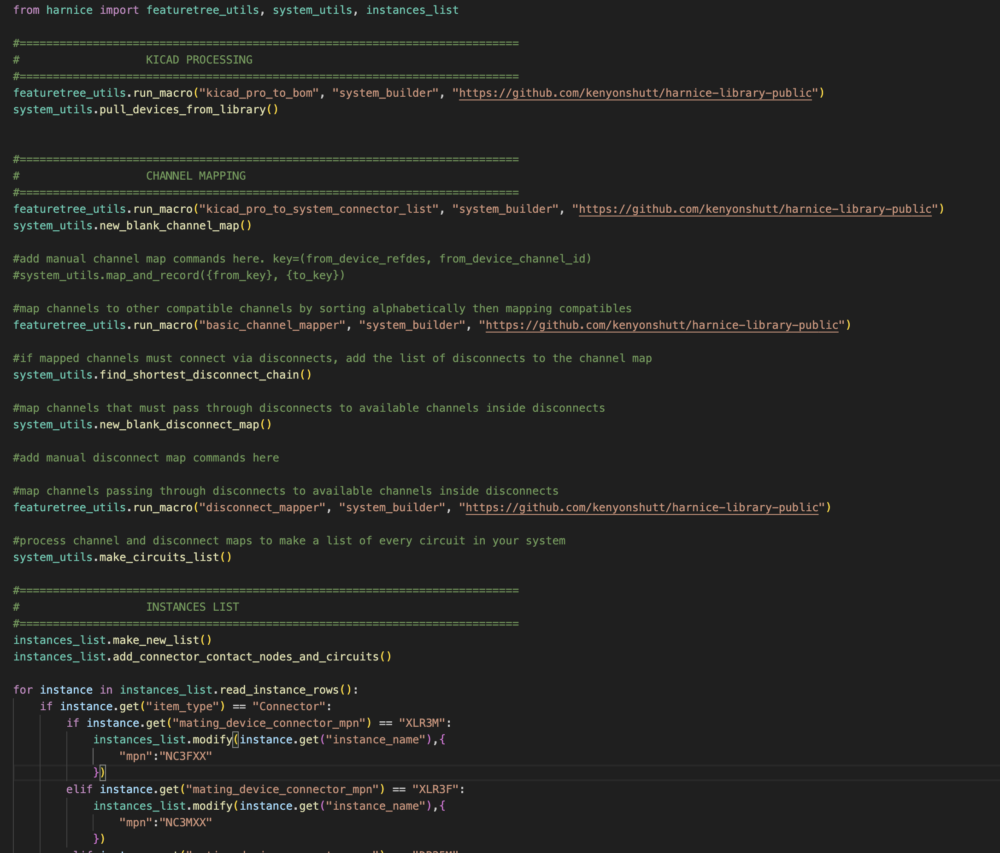 from harnice import featuretree_utils, system_utils, instances_list
#===========================================================================
#                   KICAD PROCESSING
#===========================================================================
featuretree_utils.run_macro("kicad_pro_to_bom", "system_builder", "https://github.com/kenyonshutt/harnice-library-public")
system_utils.pull_devices_from_library()
#===========================================================================
#                   CHANNEL MAPPING
#===========================================================================
featuretree_utils.run_macro("kicad_pro_to_system_connector_list", "system_builder", "https://github.com/kenyonshutt/harnice-library-public")
system_utils.new_blank_channel_map()
#add manual channel map commands here. key=(from_device_refdes, from_device_channel_id)
#system_utils.map_and_record({from_key}, {to_key})
#map channels to other compatible channels by sorting alphabetically then mapping compatibles
featuretree_utils.run_macro("basic_channel_mapper", "system_builder", "https://github.com/kenyonshutt/harnice-library-public")
#if mapped channels must connect via disconnects, add the list of disconnects to the channel map
system_utils.find_shortest_disconnect_chain()
#map channels that must pass through disconnects to available channels inside disconnects
system_utils.new_blank_disconnect_map()
#add manual disconnect map commands here
#map channels passing through disconnects to available channels inside disconnects
featuretree_utils.run_macro("disconnect_mapper", "system_builder", "https://github.com/kenyonshutt/harnice-library-public")
#process channel and disconnect maps to make a list of every circuit in your system
system_utils.make_circuits_list()
#===========================================================================
#                   INSTANCES LIST
#===========================================================================
instances_list.make_new_list()
instances_list.add_connector_contact_nodes_and_circuits()
for instance in instances_list.read_instance_rows():
    if instance.get("item_type") == "Connector":
        if instance.get("mating_device_connector_mpn") == "XLR3M":
            instances_list.modify(instance.get("instance_name"),{
                "mpn":"NC3FXX"
            })
        elif instance.get("mating_device_connector_mpn") == "XLR3F":
            instances_list.modify(instance.get("instance_name"),{
                "mpn":"NC3MXX"
            })